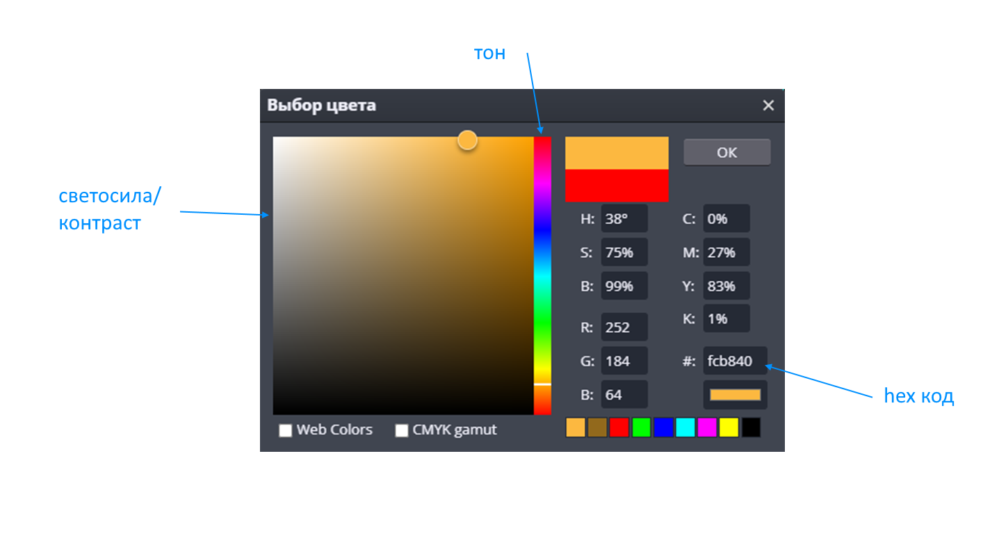 тон
Выбор цвета
OK
светосила/
контраст
H: 38° C: 0%
S: 75% M: 27%
B: 99% Y: 83%
K: 1%
R: 252
G: 184 #: fcb840
B: 64
hex код
Web Colors CMYK gamut